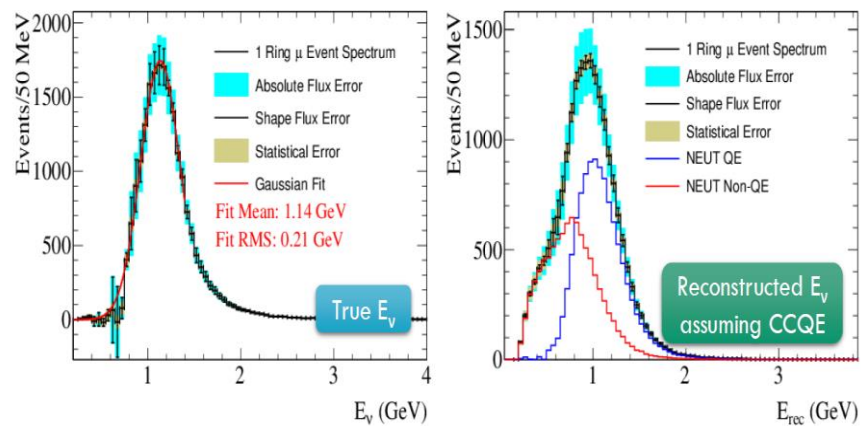 Events/50 MeV
2000
1500
1000
500
0
1 Ring μ Event Spectrum
Absolute Flux Error
Shape Flux Error
Statistical Error
Gaussian Fit
Fit Mean: 1.14 GeV
Fit RMS: 0.21 GeV
True Eν
1 2 3 4
Eν (GeV)
Events/50 MeV
1500
1000
500
0
1 Ring μ Event Spectrum
Absolute Flux Error
Shape Flux Error
Statistical Error
NEUT QE
NEUT Non-QE
Reconstructed Eν
assuming CCQE
0 1 2 3 4
Erec (GeV)